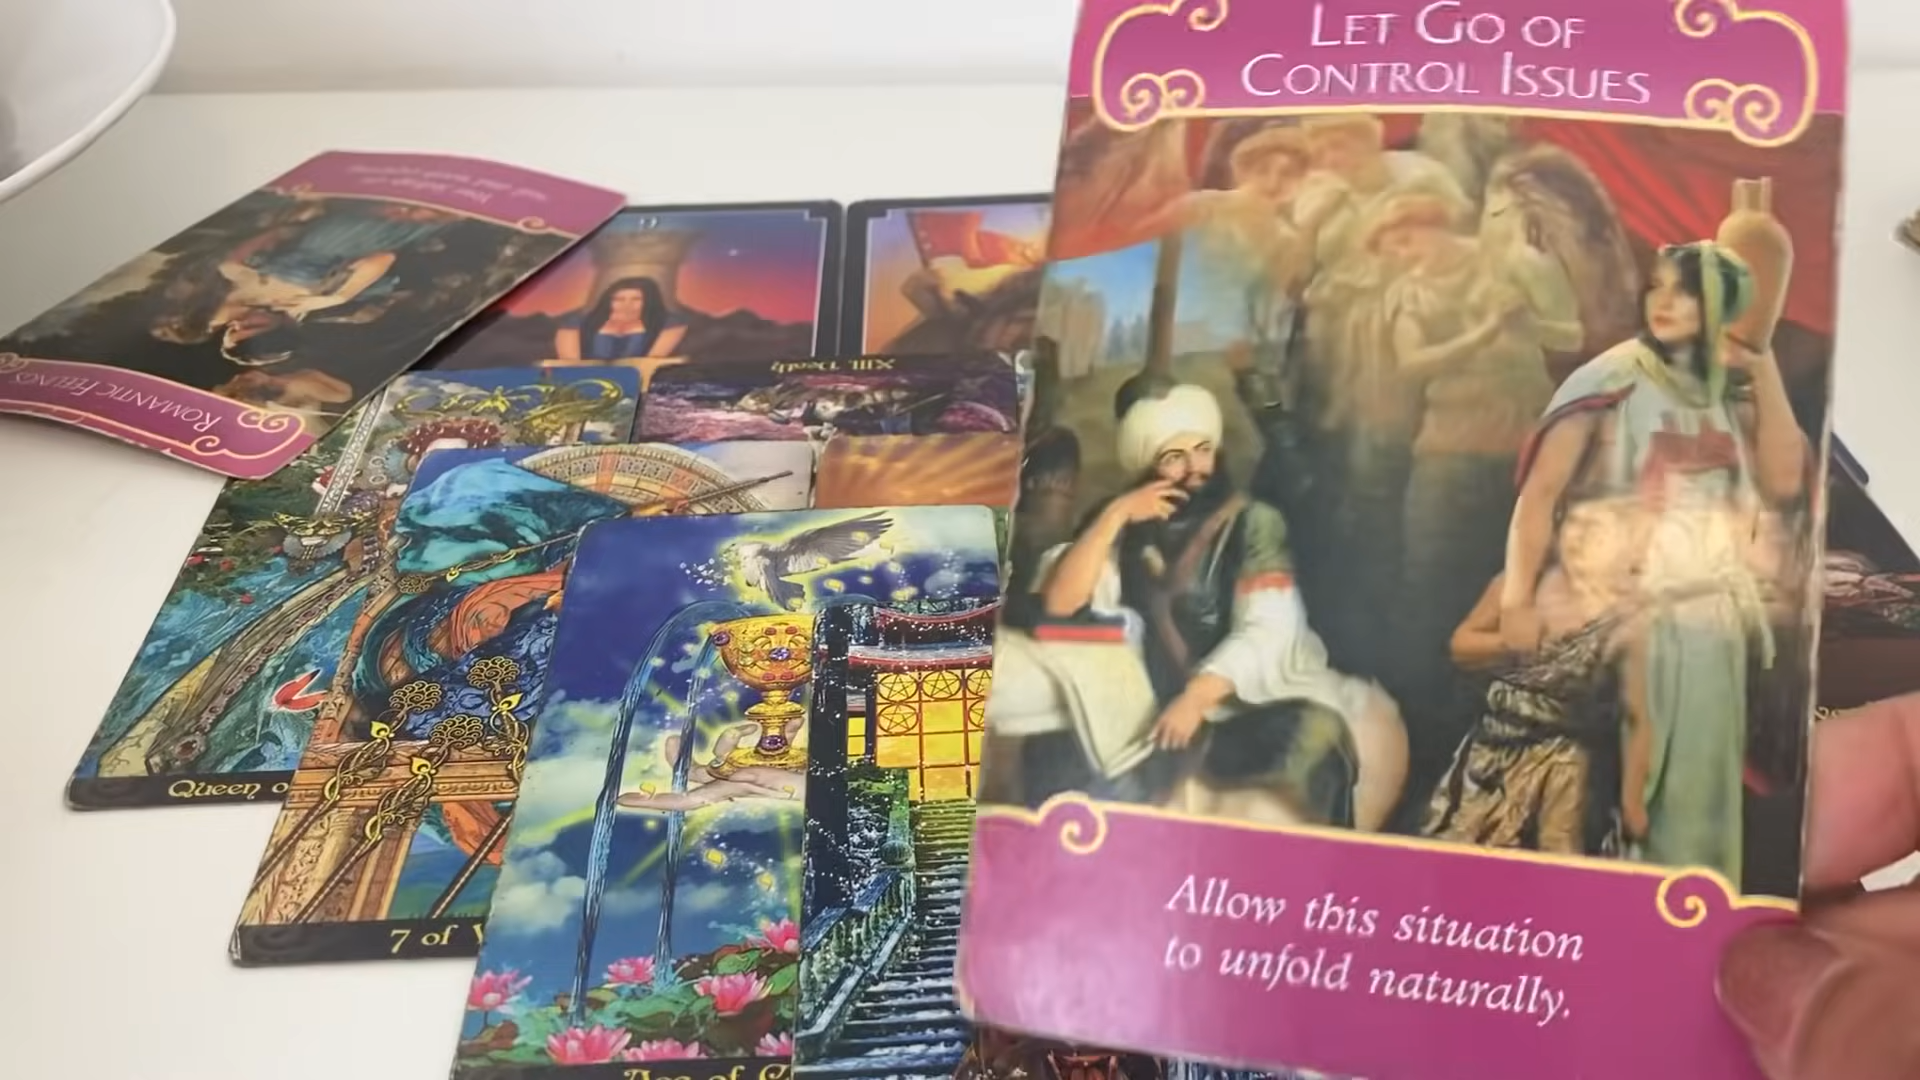 LET GO OF
CONTROL ISSUES
Allow this situation
to unfold naturally.
ROMANTIC FEELINGS
XIII. Death
Queen o
7 of
Ace of